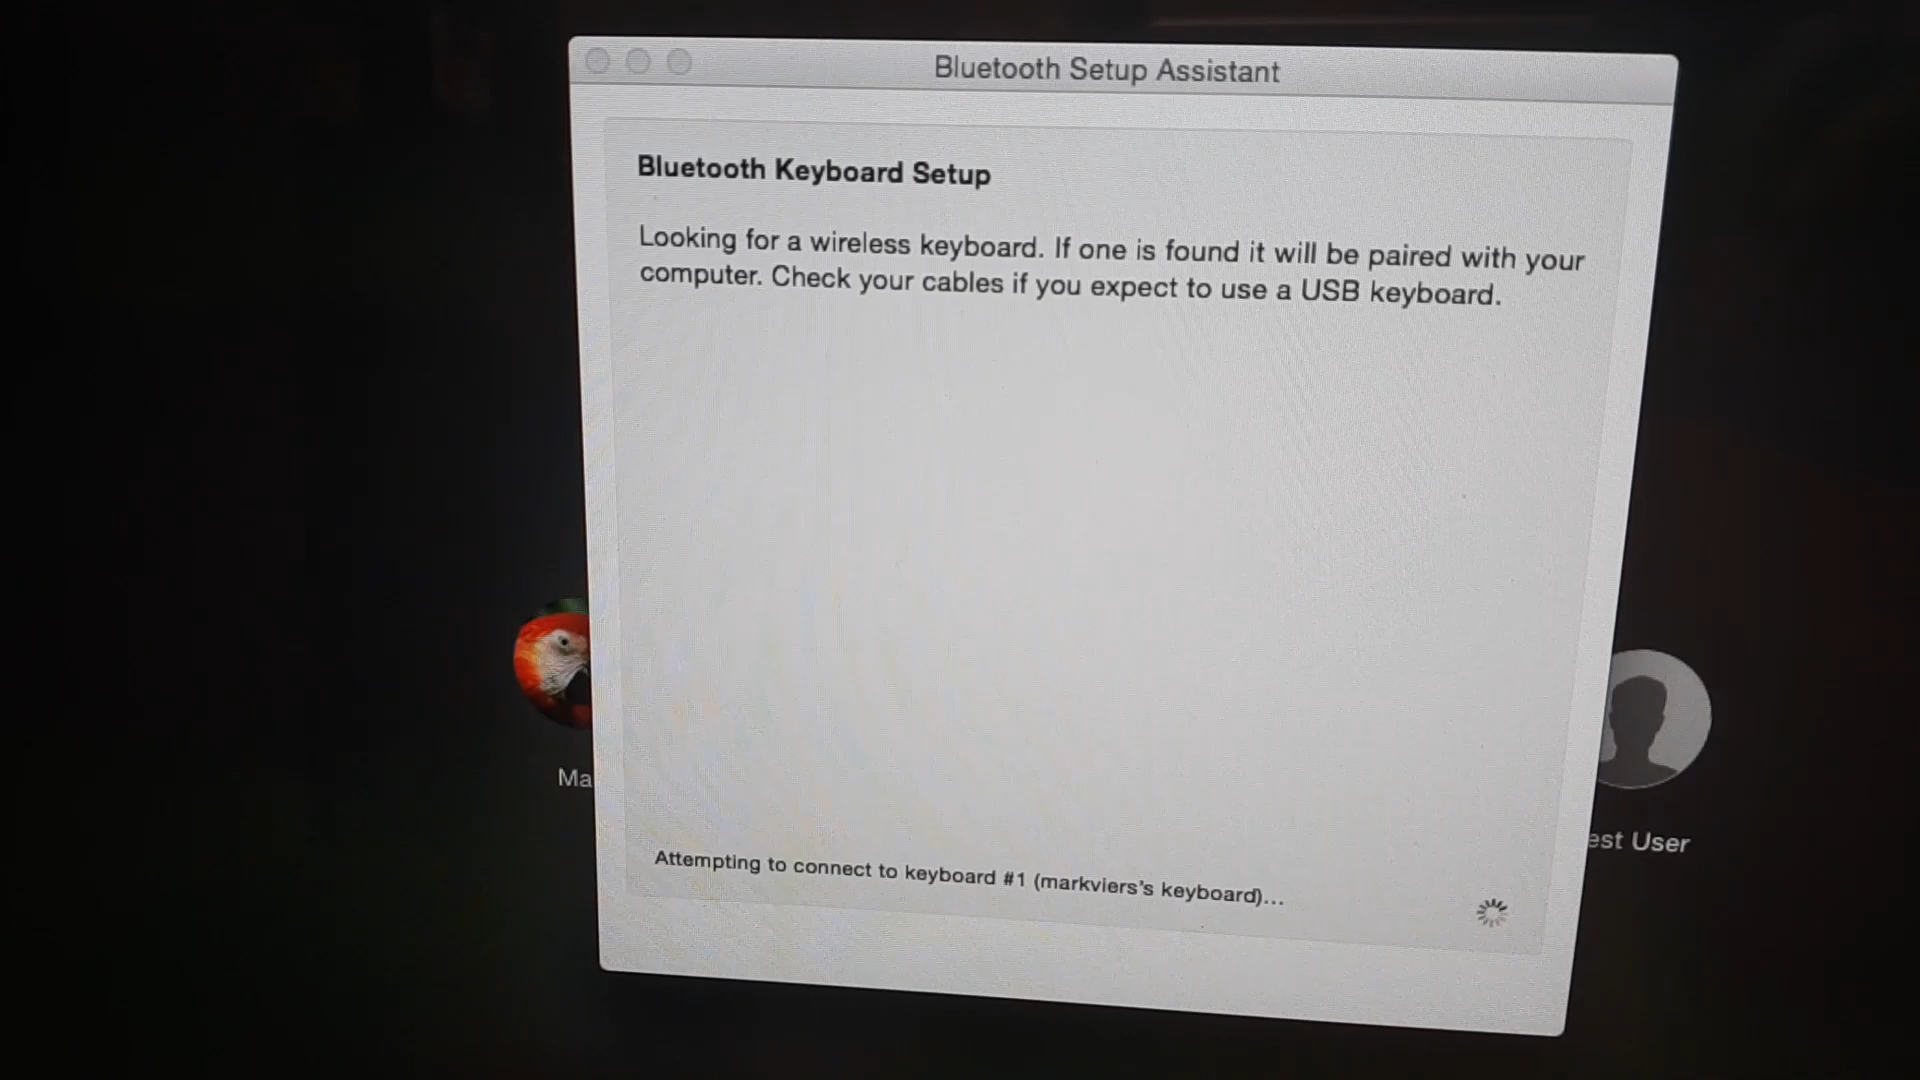 Bluetooth Setup Assistant
Bluetooth Keyboard Setup
Looking for a wireless keyboard. If one is found it will be paired with your
computer. Check your cables if you expect to use a USB keyboard.
Ma
est User
Attempting to connect to keyboard #1 (markviers's keyboard)...